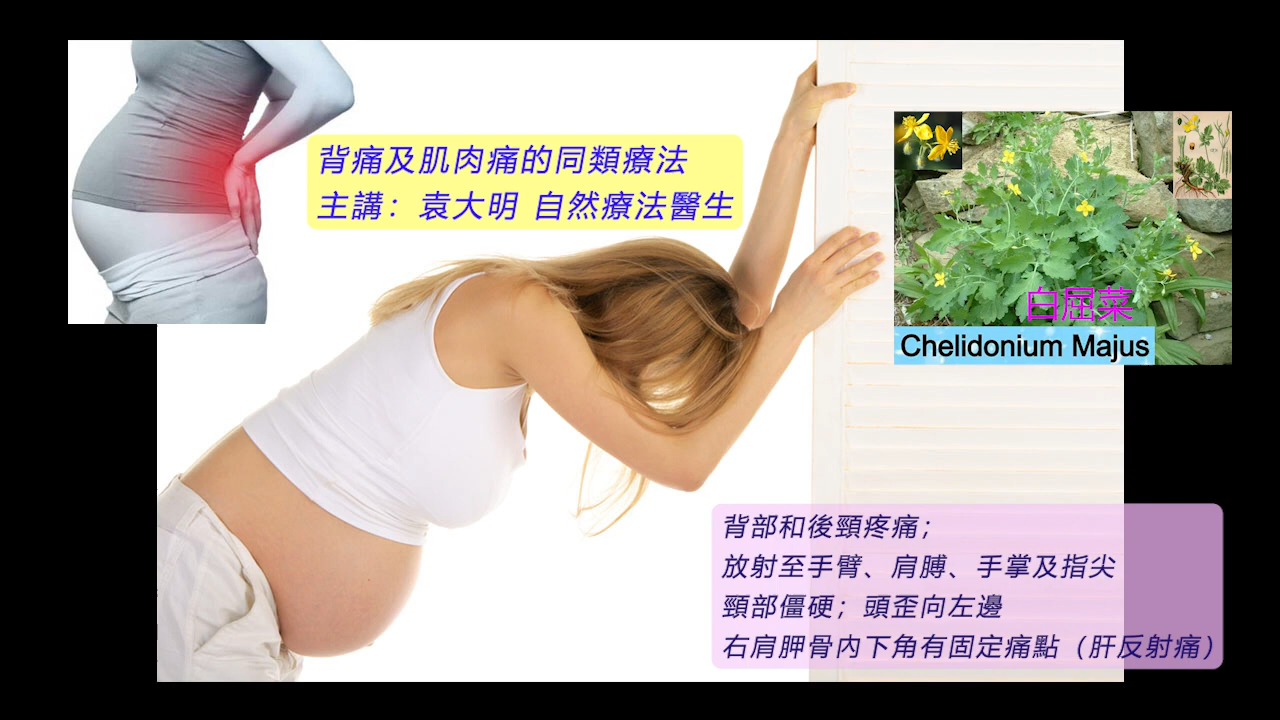 背痛及肌肉痛的同類療法
主講：袁大明 自然療法醫生
白屈菜
Chelidonium Majus
背部和後頸疼痛；
放射至手臂、肩膊、手掌及指尖
頸部僵硬；頭歪向左邊
右肩胛骨內下角有固定痛點（肝反射痛）